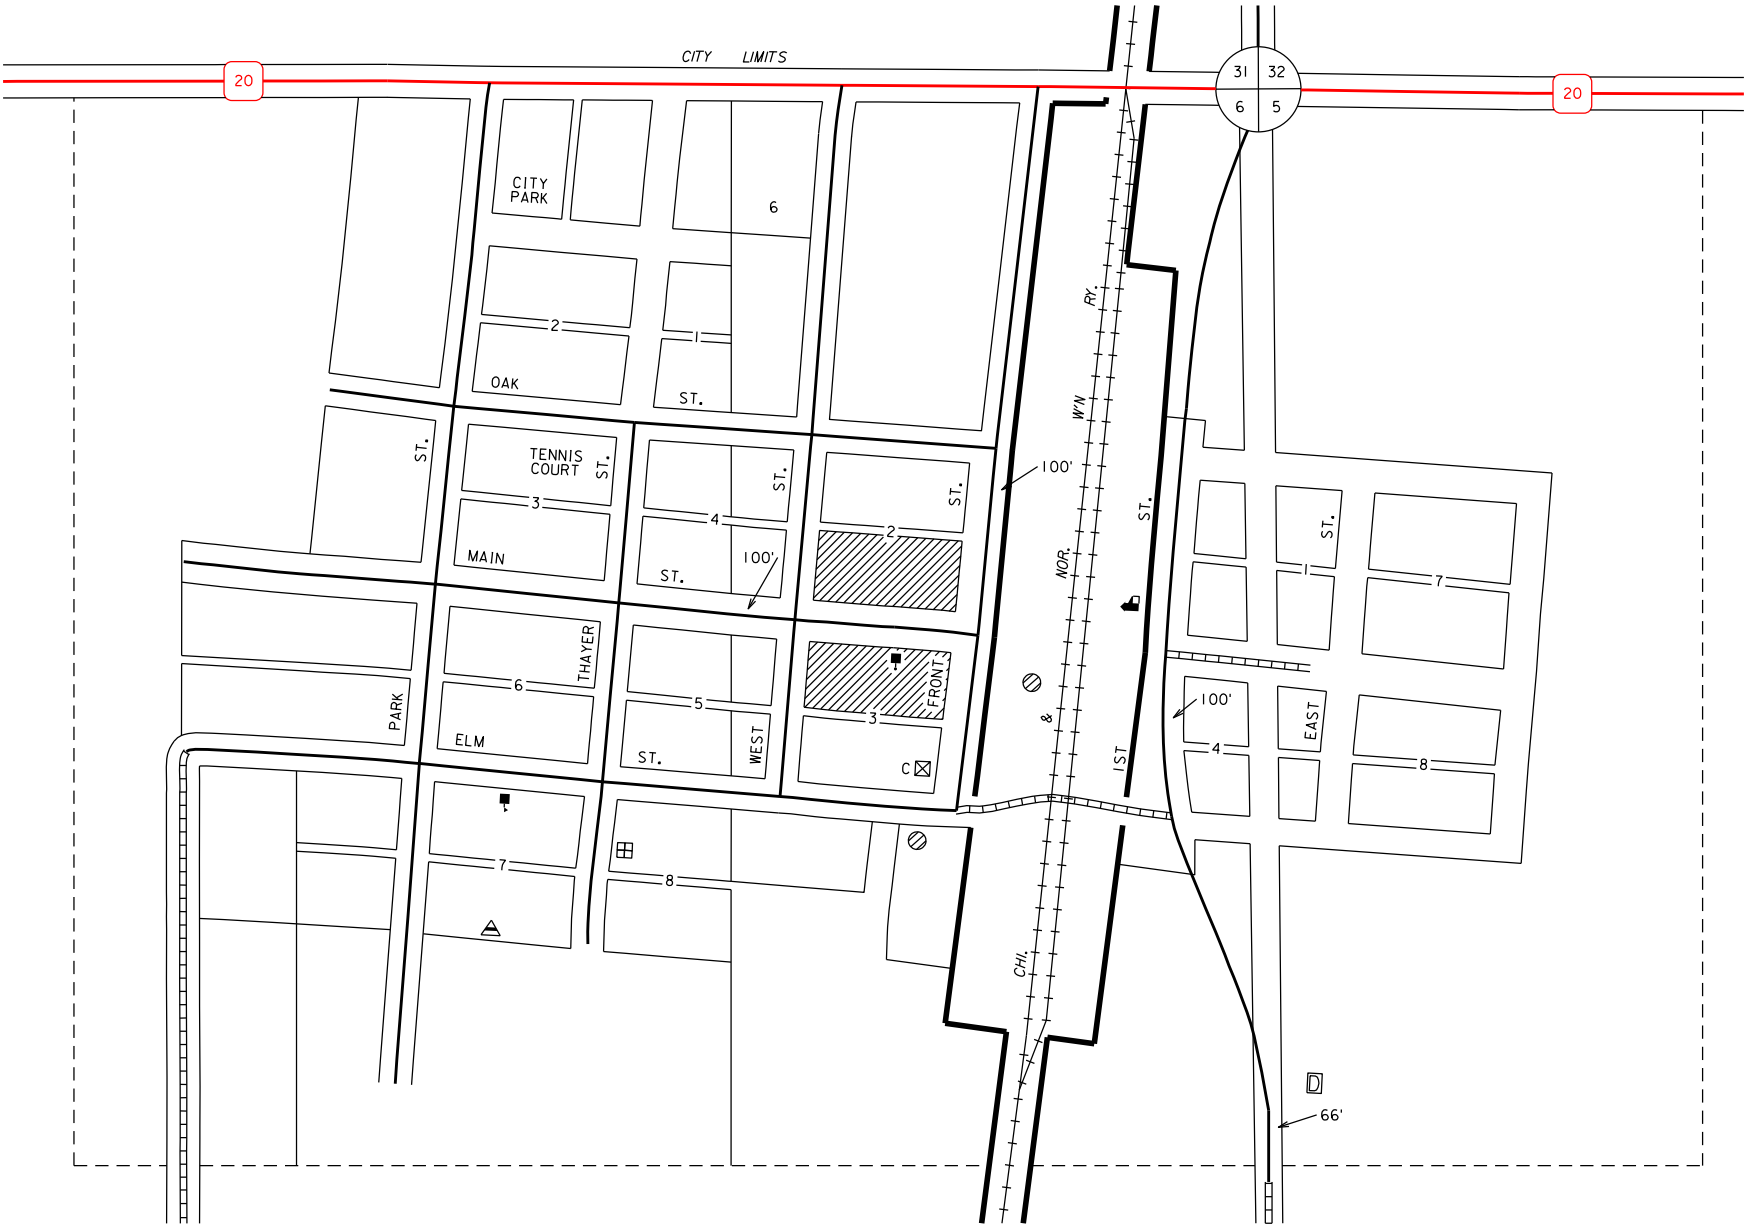 CITY LIMITS
20
31 32
6 5
20
CITY
PARK
6
2
1
OAK ST.
RY.
W'N
NOR.
&
CHI.
ST.
TENNIS
COURT
ST.
ST.
ST.
100'
ST.
ST.
3
4
2
MAIN ST.
100'
1
7
THAYER
FRONT
PARK
WEST
6
5
3
ELM ST.
C
1ST
100'
EAST
4
8
7
8
D
66'